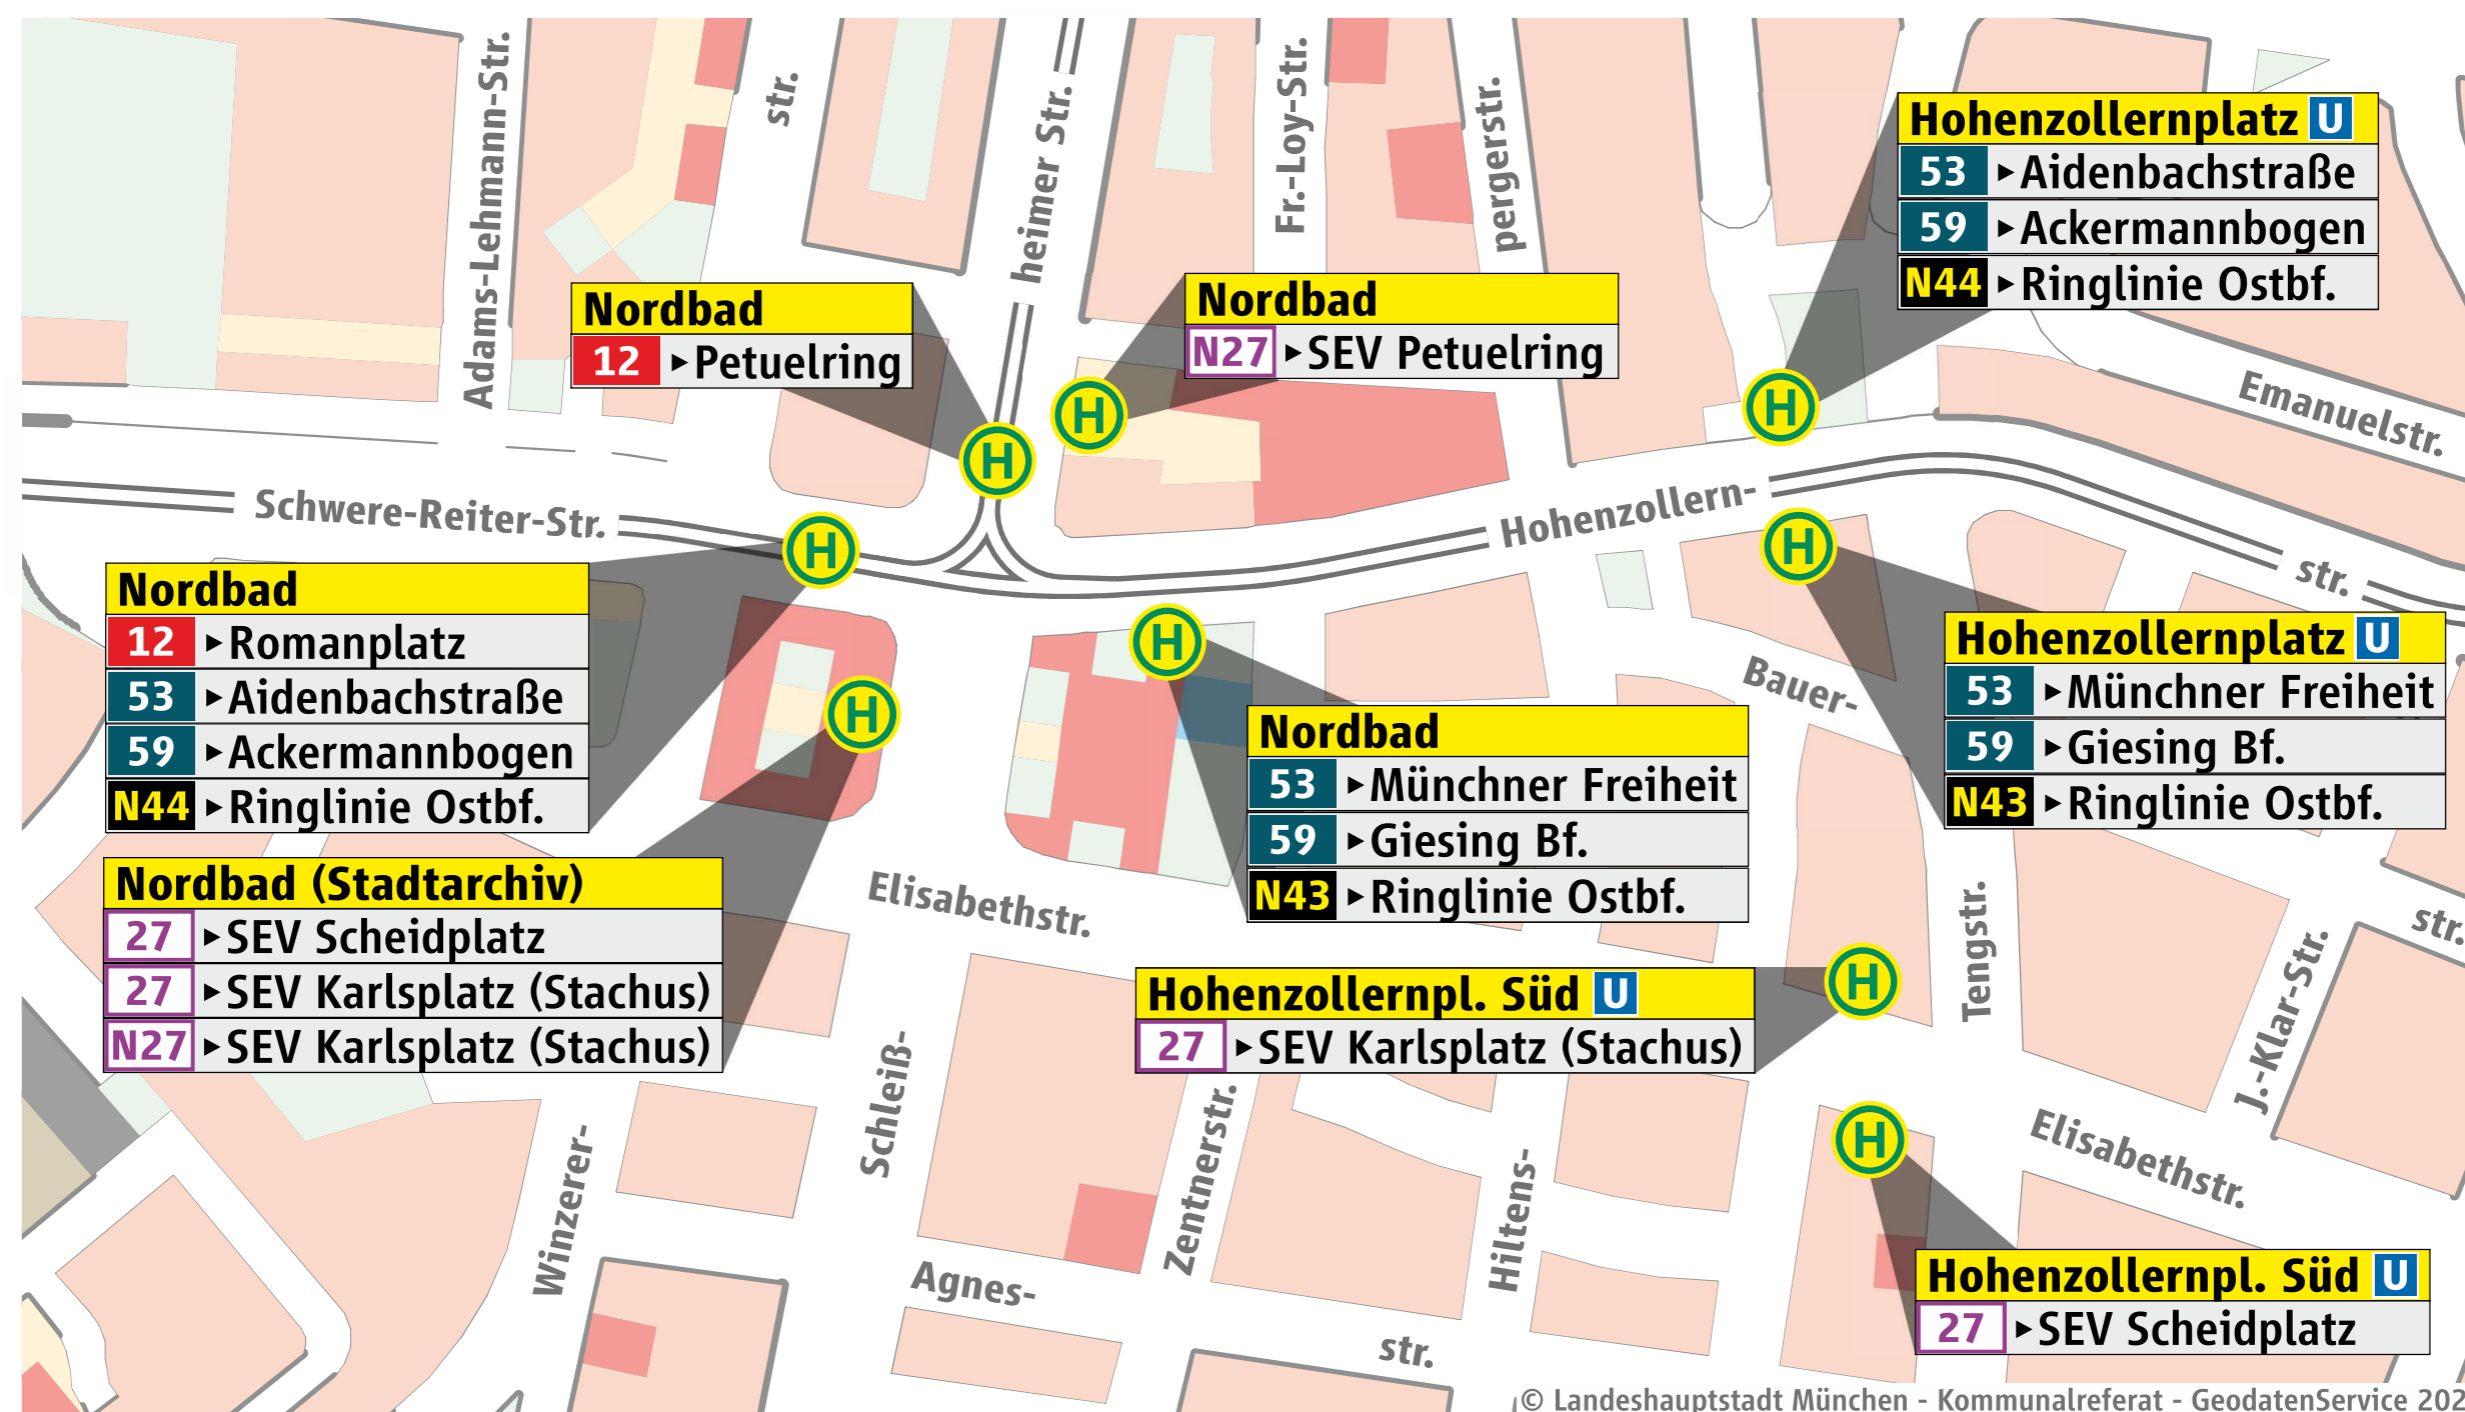 Adams-Lehmann-Str.
str.
heimer Str.
Fr.-Loy-Str.
pergerstr.
Hohenzollernplatz U
53 ▸Aidenbachstraße
59 ▸Ackermannbogen
N44 ▸Ringlinie Ostbf.
Nordbad
12 ▸Petuelring
H
Nordbad
N27 ▸SEV Petuelring
H
H
Emanuelstr.
Schwere-Reiter-Str.
Hohenzollern-
str.
H
H
Nordbad
12 ▸Romanplatz
53 ▸Aidenbachstraße
59 ▸Ackermannbogen
N44 ▸Ringlinie Ostbf.
H
H
Bauer-
Hohenzollernplatz U
53 ▸Münchner Freiheit
59 ▸Giesing Bf.
N43 ▸Ringlinie Ostbf.
Nordbad
53 ▸Münchner Freiheit
59 ▸Giesing Bf.
N43 ▸Ringlinie Ostbf.
Nordbad (Stadtarchiv)
27 ▸SEV Scheidplatz
27 ▸SEV Karlsplatz (Stachus)
N27 ▸SEV Karlsplatz (Stachus)
Elisabethstr.
Hohenzollernpl. Süd U
27 ▸SEV Karlsplatz (Stachus)
H
Tengstr.
str.
J.-Klar-Str.
Schleiß-
Winzerer-
Zentnerstr.
Hiltens-
H
Elisabethstr.
Agnes-
str.
Hohenzollernpl. Süd U
27 ▸SEV Scheidplatz
© Landeshauptstadt München - Kommunalreferat - GeodatenService 202